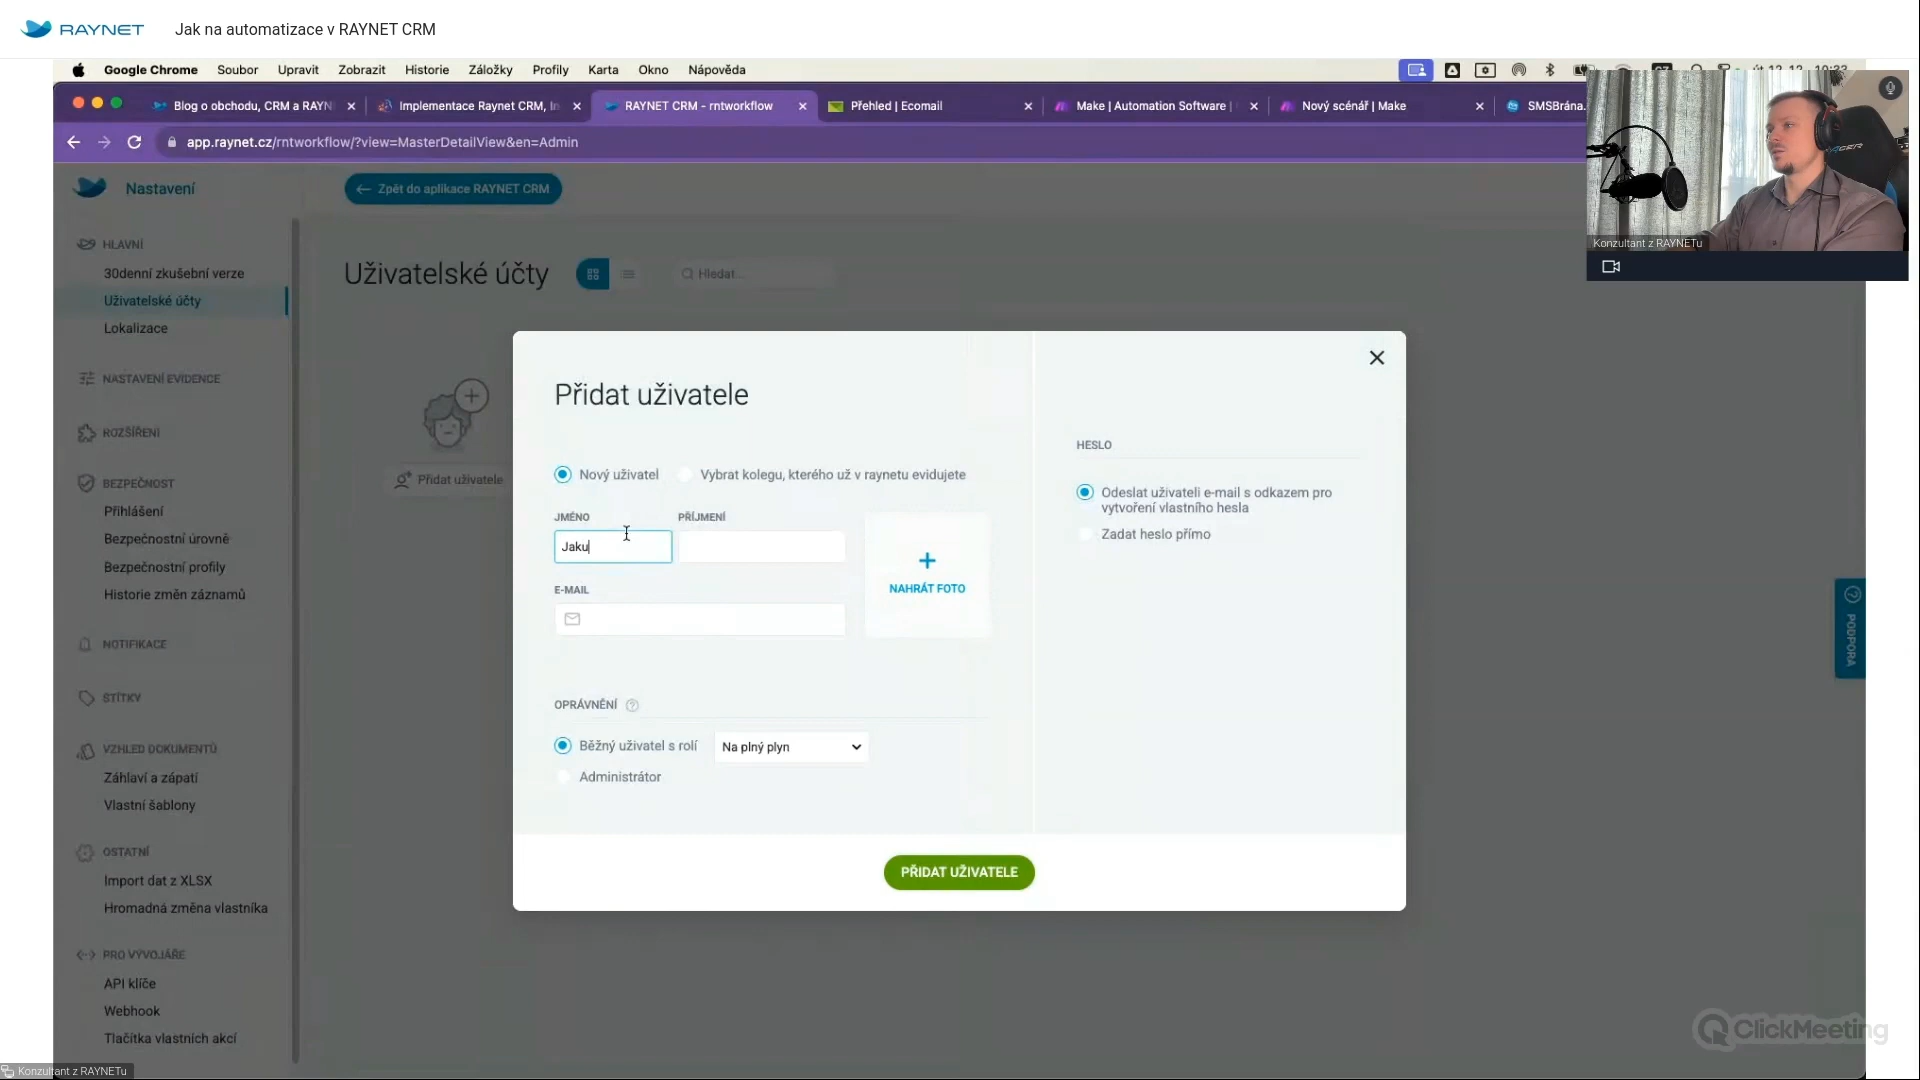 RAYNET
Jak na automatizace v RAYNET CRM
Google Chrome Soubor Upravit Zobrazit Historie Záložky Profily Karta Okno Nápověda
Blog o obchodu, CRM a RAYN
Implementace Raynet CRM, In
RAYNET CRM - rntworkflow
Přehled | Ecomail
Make | Automation Software |
Nový scénář | Make
SMSBrána.
app.raynet.cz/rntworkflow/?view=MasterDetailView&en=Admin
Konzultant z RAYNETu
Nastavení
Zpět do aplikace RAYNET CRM
HLAVNÍ
30denní zkušební verze
Uživatelské účty
Lokalizace
NASTAVENÍ EVIDENCE
ROZŠÍŘENÍ
BEZPEČNOST
Přihlášení
Bezpečnostní úrovně
Bezpečnostní profily
Historie změn záznamů
NOTIFIKACE
ŠTÍTKY
VZHLED DOKUMENTŮ
Záhlaví a zápatí
Vlastní šablony
OSTATNÍ
Import dat z XLSX
Hromadná změna vlastníka
PRO VÝVOJÁŘE
API klíče
Webhook
Tlačítka vlastních akcí
Uživatelské účty
Hledat...
Přidat uživatele
Přidat uživatele
Nový uživatel
Vybrat kolegu, kterého už v raynetu evidujete
JMÉNO
PŘÍJMENÍ
Jaku
E-MAIL
NAHRÁT FOTO
OPRÁVNĚNÍ
Běžný uživatel s rolí
Na plný plyn
Administrátor
HESLO
Odeslat uživateli e-mail s odkazem pro
vytvoření vlastního hesla
Zadat heslo přímo
PŘIDAT UŽIVATELE
PODPORA
ClickMeeting
Konzultant z RAYNETu